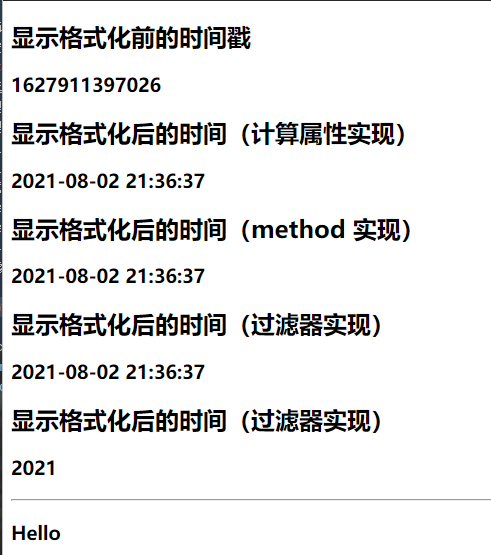 显示格式化前的时间戳
1627911397026
显示格式化后的时间（计算属性实现）
2021-08-02 21:36:37
显示格式化后的时间（method 实现）
2021-08-02 21:36:37
显示格式化后的时间（过滤器实现）
2021-08-02 21:36:37
显示格式化后的时间（过滤器实现）
2021
Hello